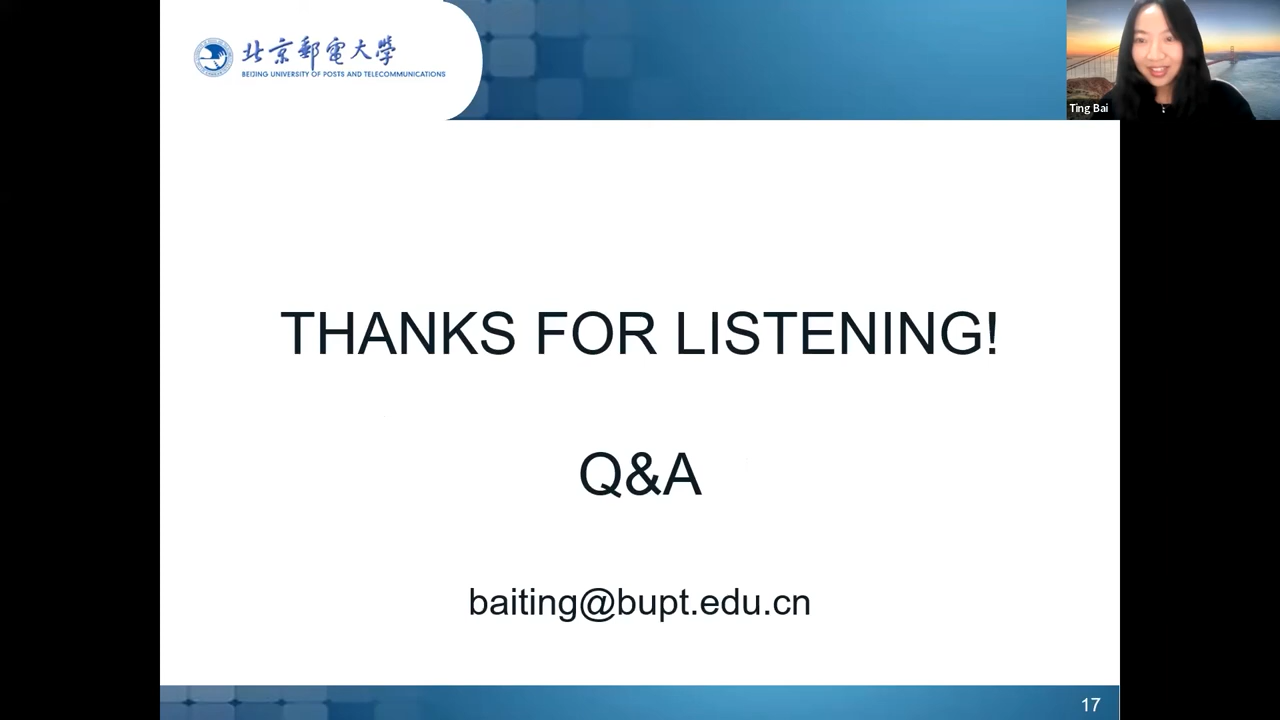 北京郵電大學
BEIJING UNIVERSITY OF POSTS AND TELECOMMUNICATIONS
Ting Bai
THANKS FOR LISTENING!
Q&A
baiting@bupt.edu.cn
17